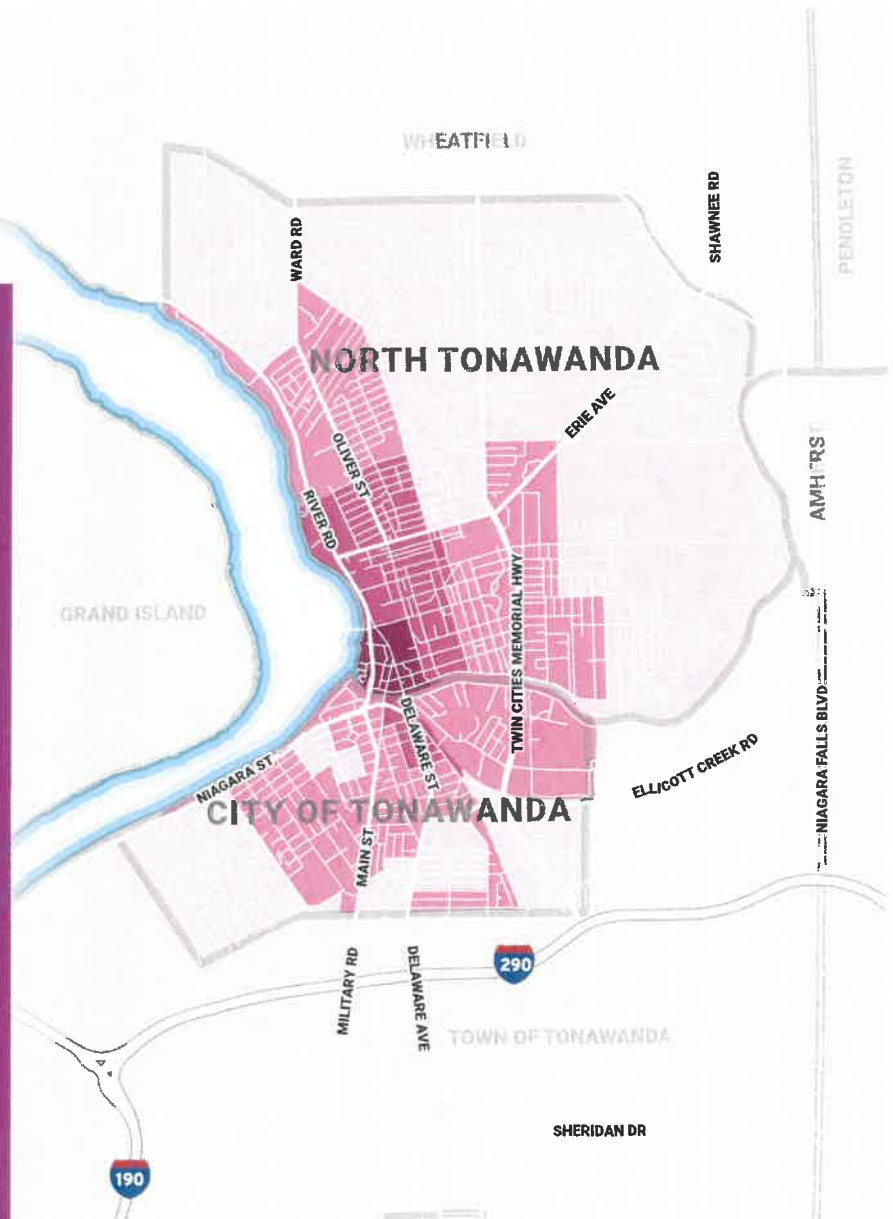 WHEATFIELD
SHAWNEE RD
PENDLETON
WARD RD
NORTH TONAWANDA
ERIE AVE
OLIVER ST
AMHERST
RIVER RD
TWIN CITIES MEMORIAL HWY
GRAND ISLAND
DELAWARE ST
NIAGARA FALLS BLVD
ELLICOTT CREEK RD
NIAGARA ST
CITY OF TONAWANDA
MAIN ST
290
MILITARY RD
DELAWARE AVE
TOWN OF TONAWANDA
SHERIDAN DR
190